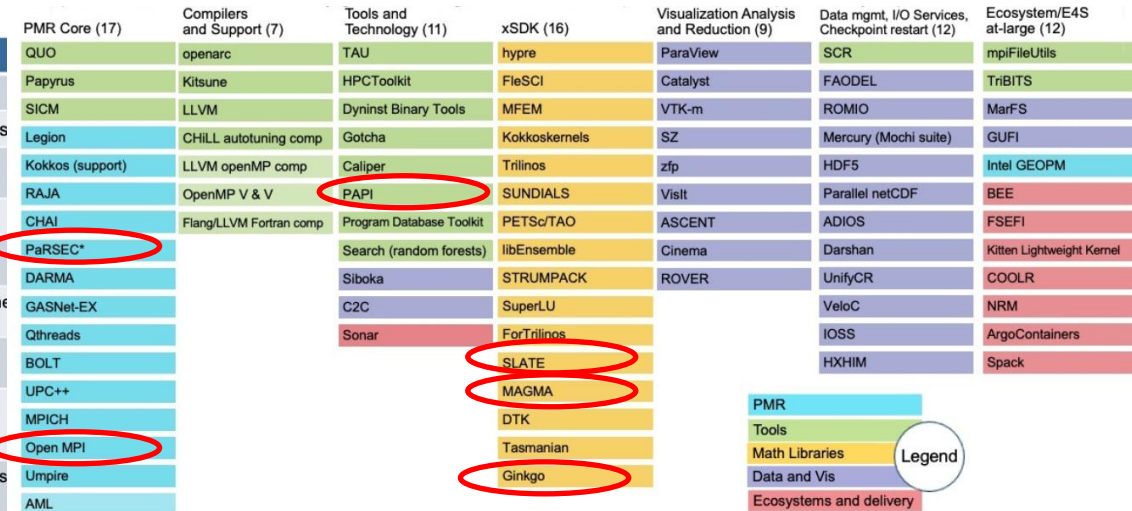 PMR Core (17)
QUO
Papyrus
SICM
Legion
Kokkos (support)
RAJA
CHAI
PaRSEC*
DARMA
GASNet-EX
Qthreads
BOLT
UPC++
MPICH
Open MPI
Umpire
AML
Compilers
and Support (7)
openarc
Kitsune
LLVM
CHiLL autotuning comp
LLVM openMP comp
OpenMP V & V
Flang/LLVM Fortran comp
Tools and
Technology (11)
TAU
HPCToolkit
Dyninst Binary Tools
Gotcha
Caliper
PAPI
Program Database Toolkit
Search (random forests)
Siboka
C2C
Sonar
xSDK (16)
hypre
FleSCI
MFEM
Kokkoskernels
Trilinos
SUNDIALS
PETSc/TAO
libEnsemble
STRUMPACK
SuperLU
ForTrilinos
SLATE
MAGMA
DTK
Tasmanian
Ginkgo
Visualization Analysis
and Reduction (9)
ParaView
Catalyst
VTK-m
SZ
zfp
VisIt
ASCENT
Cinema
ROVER
Data mgmt, I/O Services,
Checkpoint restart (12)
SCR
FAODEL
ROMIO
Mercury (Mochi suite)
HDF5
Parallel netCDF
ADIOS
Darshan
UnifyCR
VeloC
IOSS
HXHIM
Ecosystem/E4S
at-large (12)
mpiFileUtils
TriBITS
MarFS
GUFI
Intel GEOPM
BEE
FSEFI
Kitten Lightweight Kernel
COOLR
NRM
ArgoContainers
Spack
PMR
Tools
Math Libraries
Data and Vis
Ecosystems and delivery
Legend